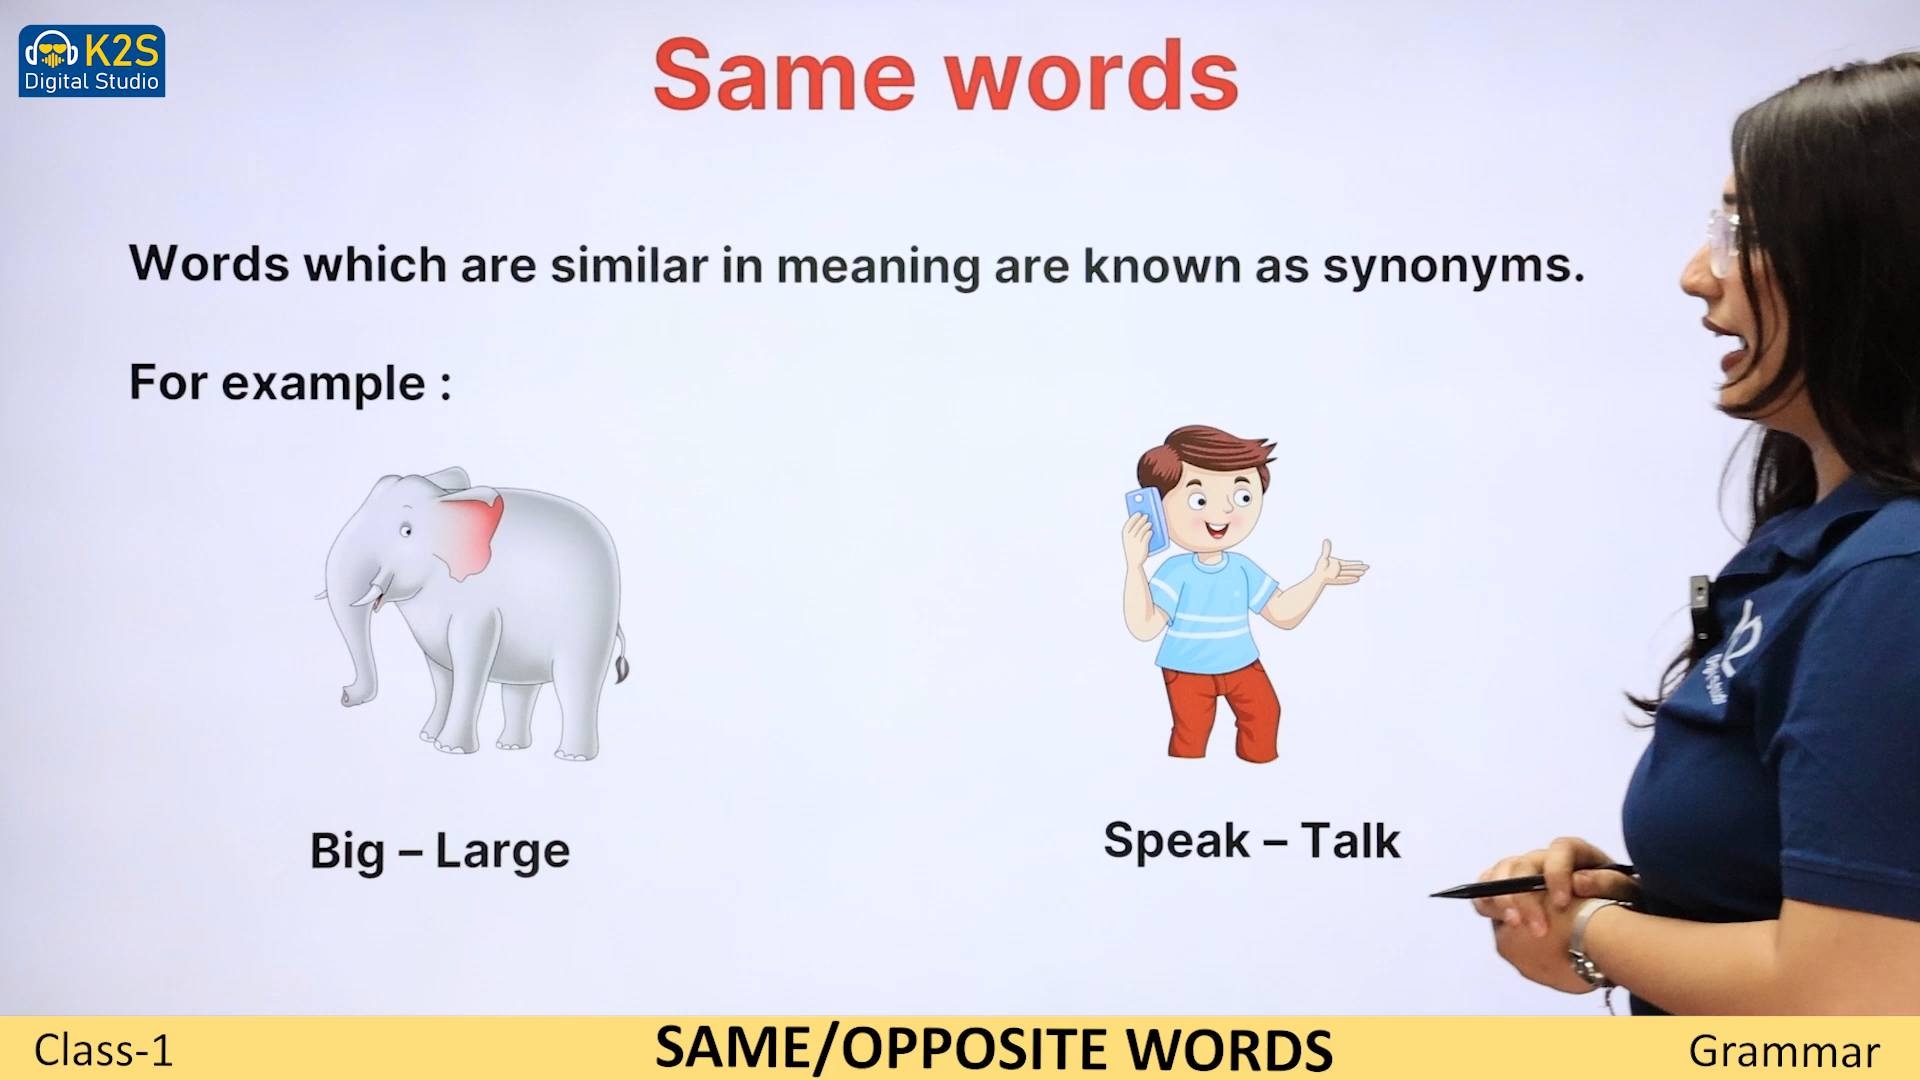 K2S
Digital Studio
Same words
Words which are similar in meaning are known as synonyms.
For example :
Big – Large
Speak – Talk
Class-1
SAME/OPPOSITE WORDS
Grammar